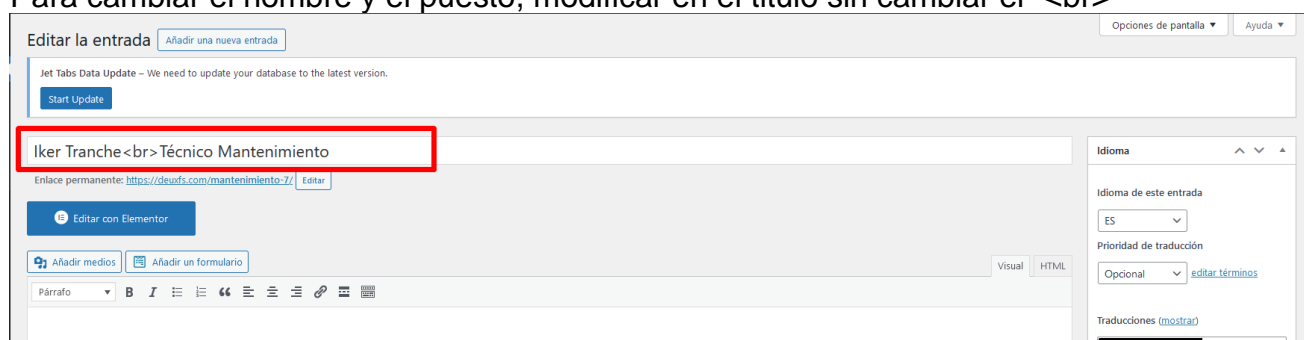 Para cambiar el nombre y el puesto, modificar en el título sin cambiar el "<br>"
Opciones de pantalla ▼ Ayuda ▼
Editar la entrada Añadir una nueva entrada
Jet Tabs Data Update – We need to update your database to the latest version.
Start Update
Iker Tranche<br>Técnico Mantenimiento
Enlace permanente: https://deuxfs.com/mantenimiento-7/ Editar
Editar con Elementor
Añadir medios Añadir un formulario
Visual HTML
Párrafo
Idioma
Idioma de este entrada
ES
Prioridad de traducción
Opcional editar términos
Traducciones (mostrar)